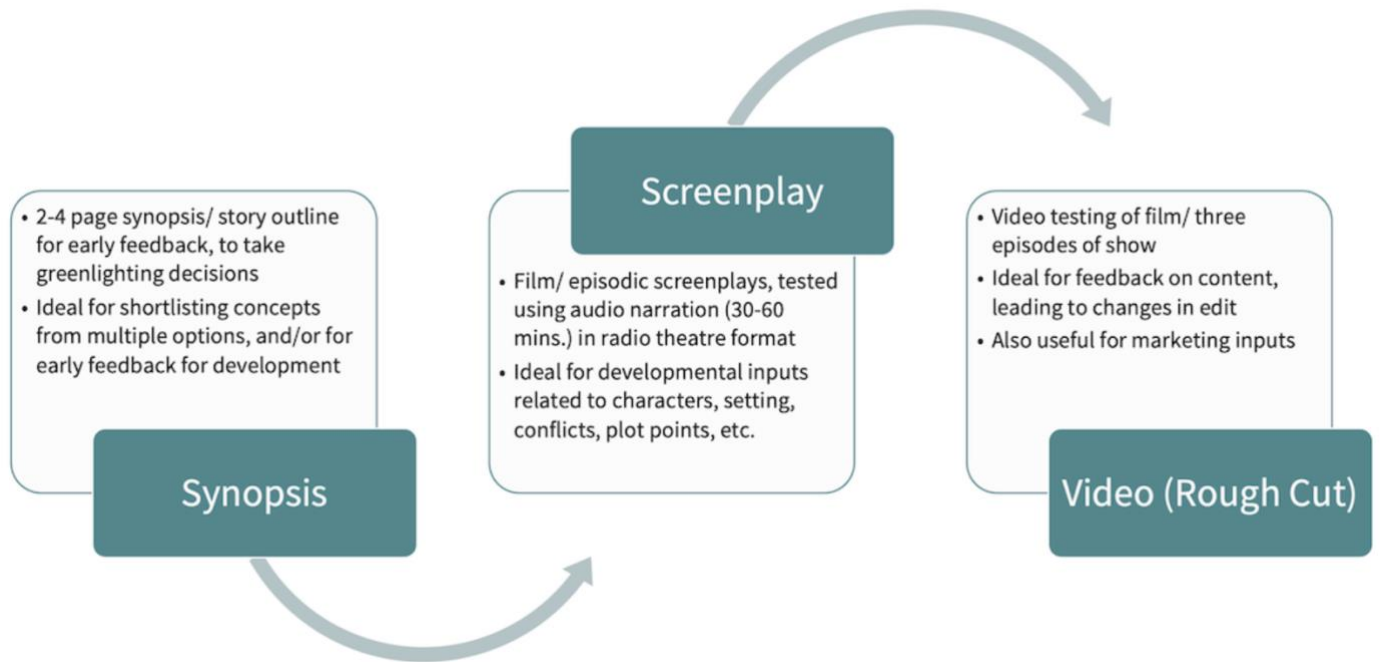 • 2-4 page synopsis/ story outline
for early feedback, to take
greenlighting decisions
• Ideal for shortlisting concepts
from multiple options, and/or for
early feedback for development
Synopsis
Screenplay
• Film/ episodic screenplays, tested
using audio narration (30-60
mins.) in radio theatre format
• Ideal for developmental inputs
related to characters, setting,
conflicts, plot points, etc.
• Video testing of film/ three
episodes of show
• Ideal for feedback on content,
leading to changes in edit
• Also useful for marketing inputs
Video (Rough Cut)